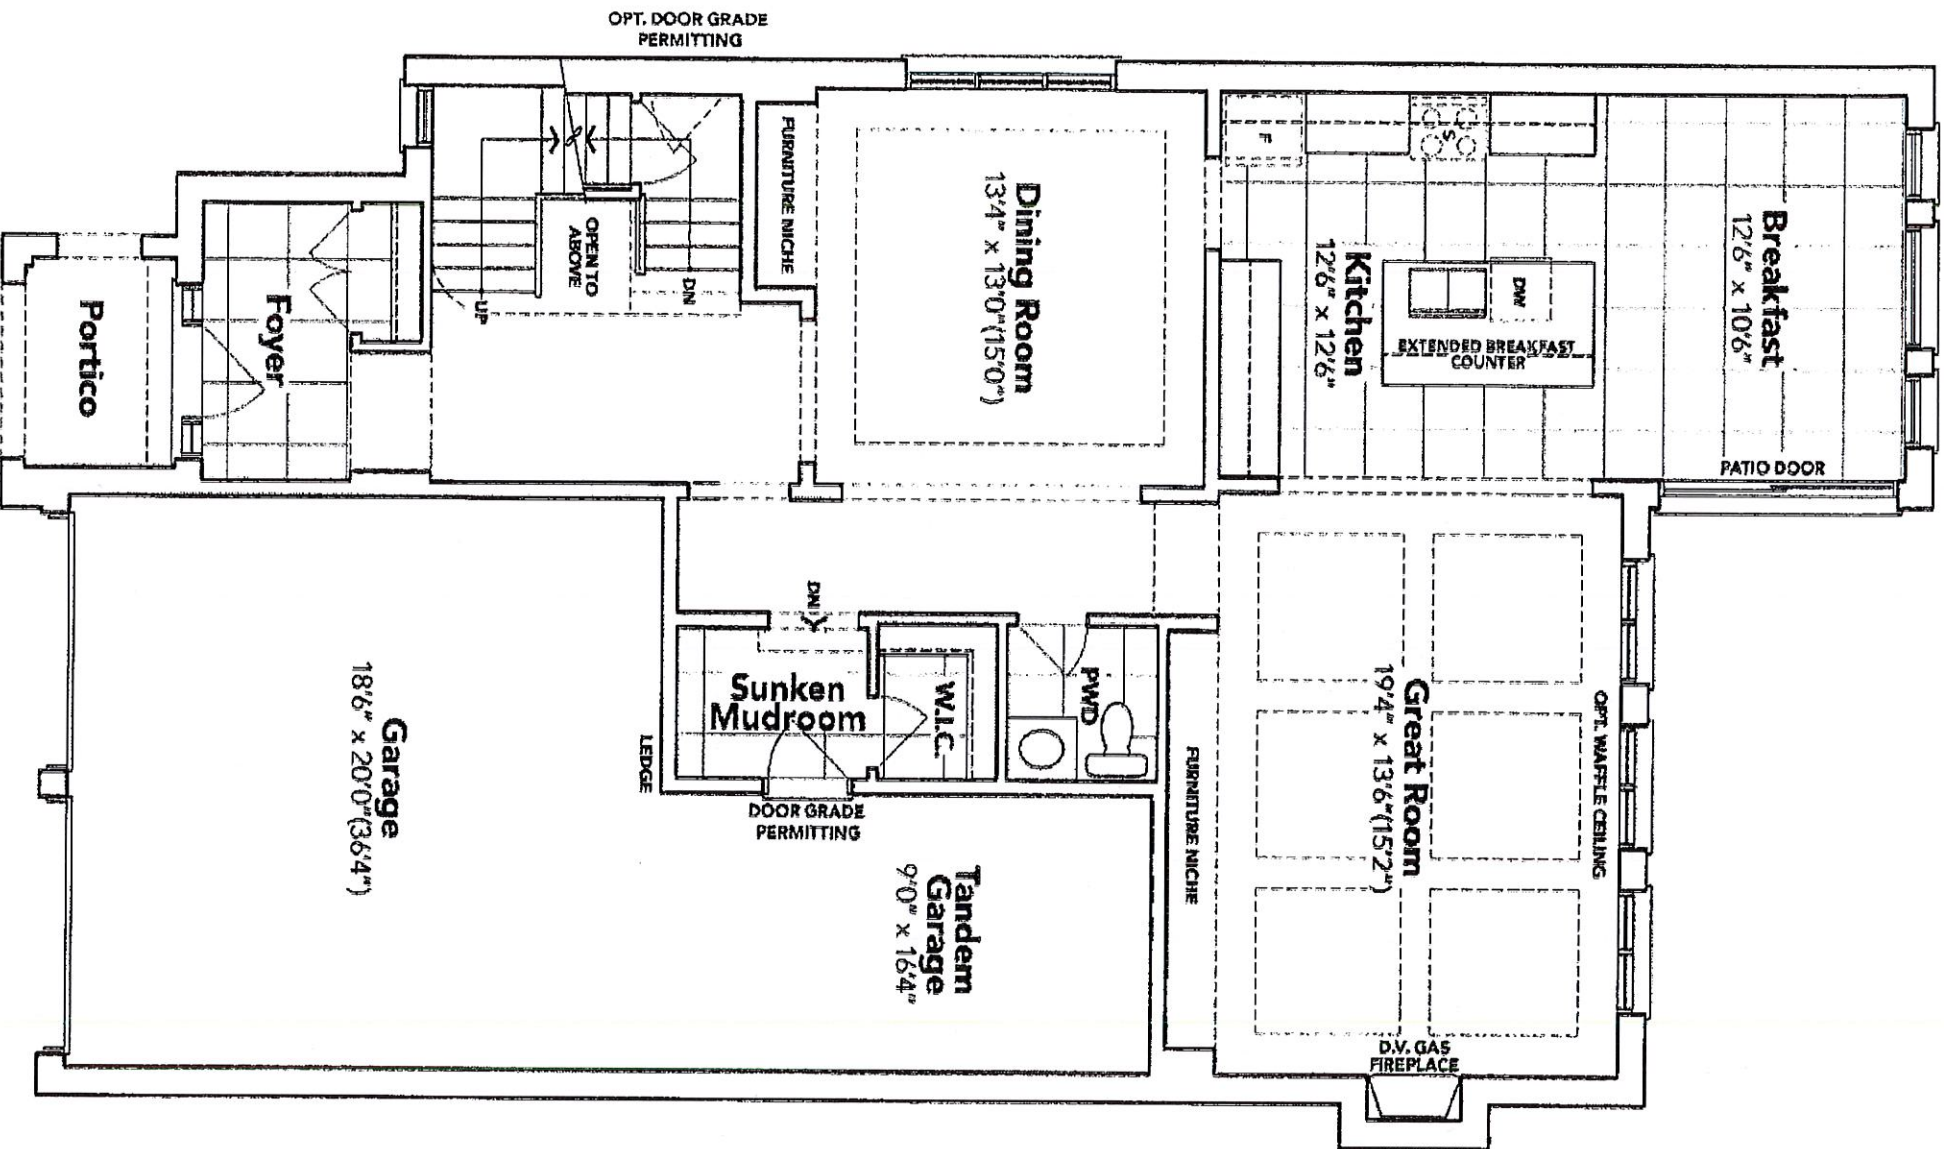 OPT. DOOR GRADE
PERMITTING
FURNITURE NICHE
Dining Room
13'4" x 13'0"(15'0")
F
S
Breakfast
12'6" x 10'6"
Kitchen
12'6" x 12'6"
DW
EXTENDED BREAKFAST
COUNTER
PATIO DOOR
OPEN TO
ABOVE
DN
UP
Foyer
Portico
DN
Sunken
Mudroom
W.I.C.
PWD
LEDGE
DOOR GRADE
PERMITTING
Garage
18'6" x 20'0"(36'4")
Tandem
Garage
9'0" x 16'4"
FURNITURE NICHE
Great Room
19'4" x 13'6"(15'2")
OPT. WAFFLE CEILING
D.V. GAS
FIREPLACE